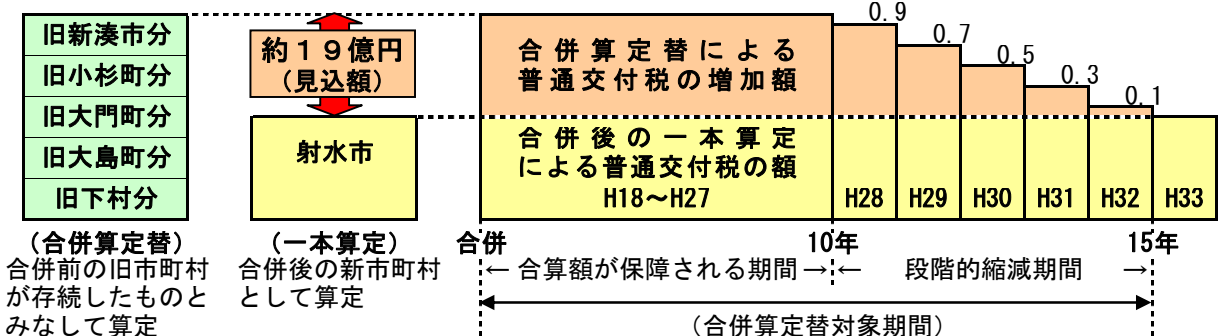 旧新湊市分
旧小杉町分
旧大門町分
旧大島町分
旧下村分
(合併算定替)
合併前の旧市町村
が存続したものと
みなして算定
約19億円
(見込額)
射水市
(一本算定)
合併後の新市町村
として算定
合併算定替による
普通交付税の増加額
合併後の一本算定
による普通交付税の額
H18~H27
0.9
0.7
0.5
0.3
0.1
H28
H29
H30
H31
H32
H33
合併
10年
15年
← 合算額が保障される期間 →
← 段階的縮減期間 →
(合併算定替対象期間)